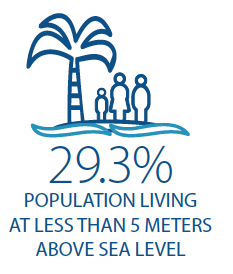 29.3%
POPULATION LIVING
AT LESS THAN 5 METERS
ABOVE SEA LEVEL